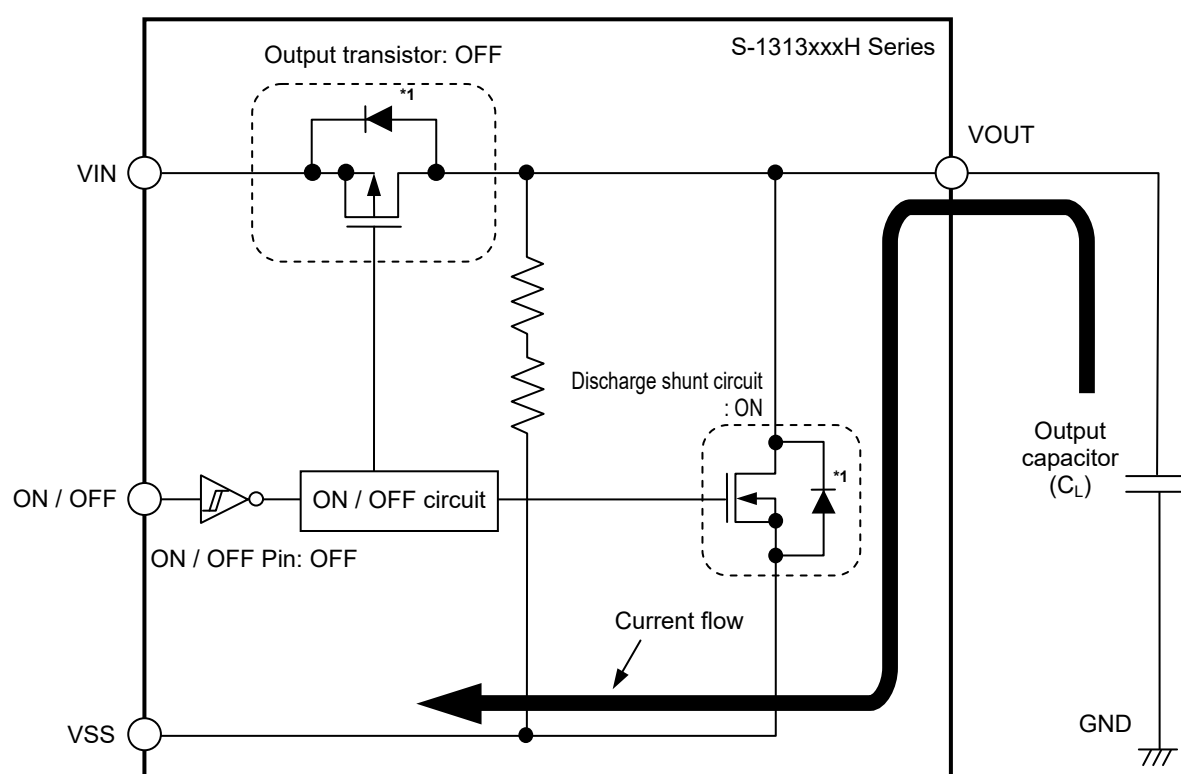 S-1313xxxH Series
Output transistor: OFF
*1
VOUT
VIN
Discharge shunt circuit
: ON
*1
Output
capacitor
(CL)
ON / OFF
ON / OFF circuit
ON / OFF Pin: OFF
Current flow
VSS
GND